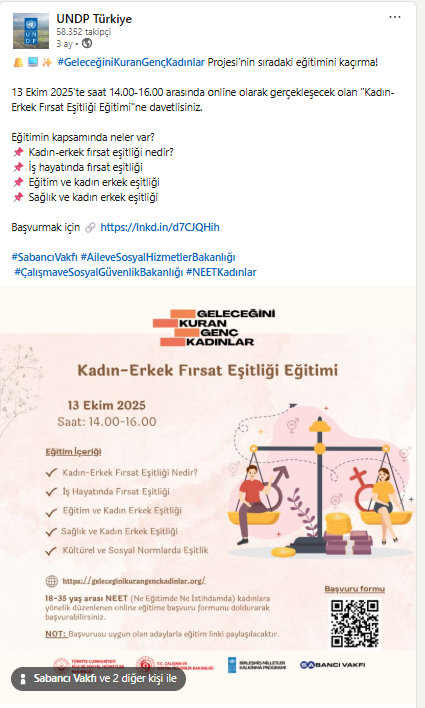 UNDP Türkiye
58.352 takipçi
3 ay •
#GeleceğiniKuranGençKadınlar Projesi'nin sıradaki eğitimini kaçırma!
13 Ekim 2025'te saat 14.00-16.00 arasında online olarak gerçekleşecek olan "Kadın-
Erkek Fırsat Eşitliği Eğitimi"ne davetlisiniz.
Eğitimin kapsamında neler var?
Kadın-erkek fırsat eşitliği nedir?
İş hayatında fırsat eşitliği
Eğitim ve kadın erkek eşitliği
Sağlık ve kadın erkek eşitliği
Başvurmak için https://lnkd.in/d7CJQHih
#SabancıVakfı #AileveSosyalHizmetlerBakanlığı
#ÇalışmaveSosyalGüvenlikBakanlığı #NEETKadınlar
GELECEĞİNİ
KURAN
GENÇ
KADINLAR
Kadın-Erkek Fırsat Eşitliği Eğitimi
13 Ekim 2025
Saat: 14.00-16.00
Eğitim İçeriği
Kadın-Erkek Fırsat Eşitliği Nedir?
İş Hayatında Fırsat Eşitliği
Eğitim ve Kadın Erkek Eşitliği
Sağlık ve Kadın Erkek Eşitliği
Kültürel ve Sosyal Normlarda Eşitlik
https://geleceginikurangenckadinlar.org/
18-35 yaş arası NEET (Ne Eğitimde Ne İstihdamda) kadınlara
yönelik düzenlenen online eğitime başvuru formunu doldurarak
başvurabilirsiniz.
NOT: Başvurusu uygun olan adaylarla eğitim linki paylaşılacaktır.
Başvuru formu
BİRLEŞMİŞ MİLLETLER
KALKINMA PROGRAMI
SABANCI VAKFI
Sabancı Vakfı ve 2 diğer kişi ile